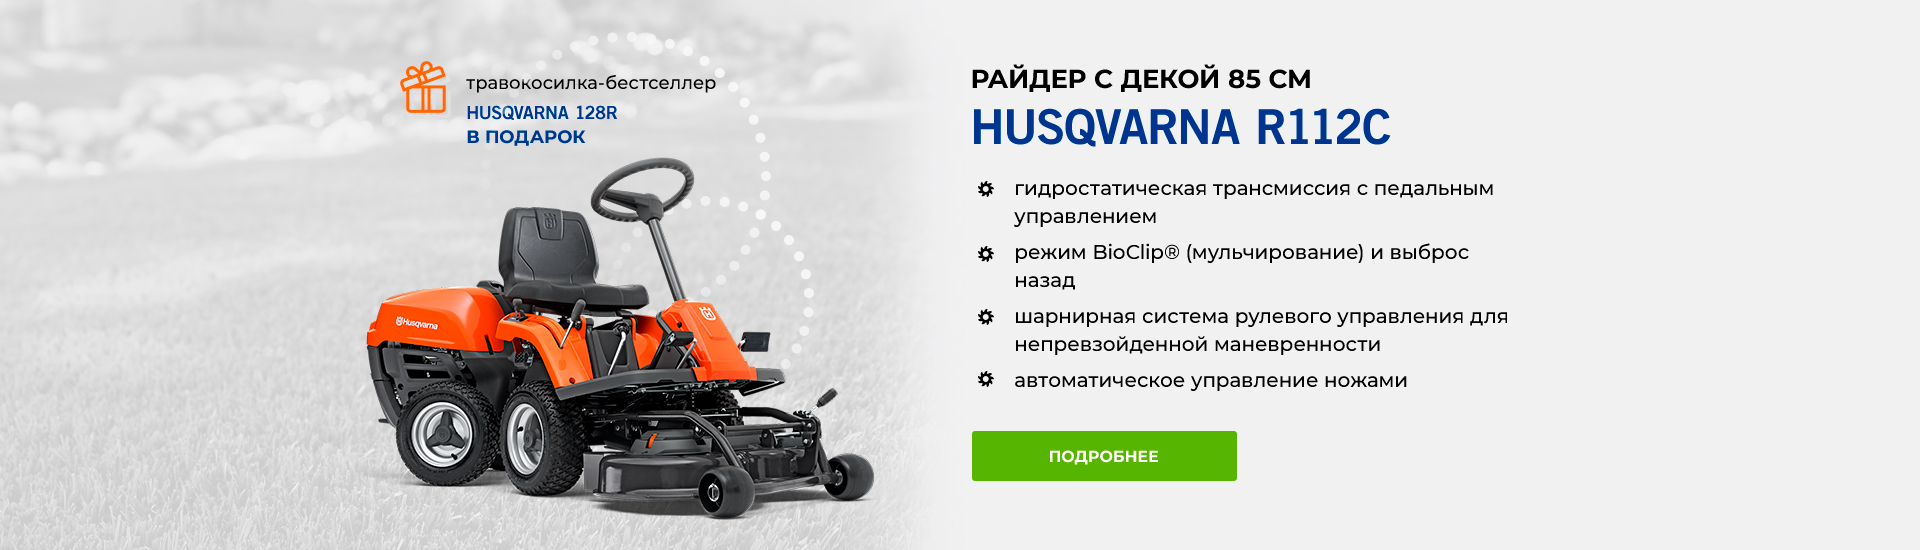 травокосилка-бестселлер
HUSQVARNA 128R
В ПОДАРОК
Husqvarna
РАЙДЕР С ДЕКОЙ 85 СМ
HUSQVARNA R112C
гидростатическая трансмиссия с педальным
управлением
режим BioClip® (мульчирование) и выброс
назад
шарнирная система рулевого управления для
непревзойденной маневренности
автоматическое управление ножами
ПОДРОБНЕЕ